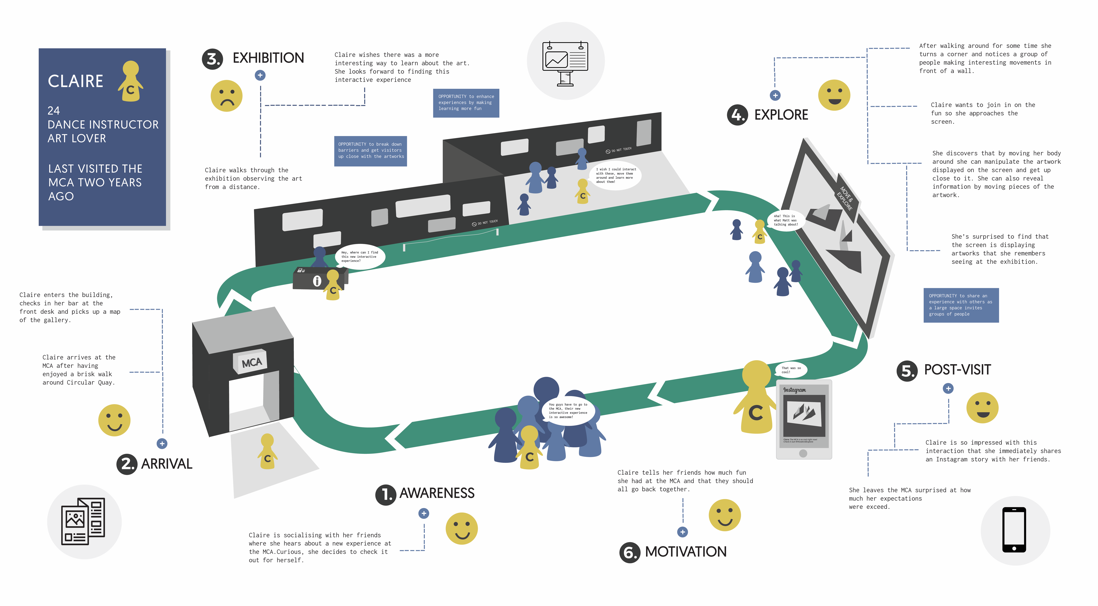 CLAIRE
C
24
DANCE INSTRUCTOR
ART LOVER
LAST VISITED THE
MCA TWO YEARS
AGO
3. EXHIBITION
Claire wishes there was a more
interesting way to learn about the art.
She looks forward to finding this
interactive experience
OPPORTUNITY to enhance
experiences by making
learning more fun
OPPORTUNITY to break down
barriers and get visitors
up close with the artworks
Claire walks through the
exhibition observing the art
from a distance.
4. EXPLORE
After walking around for some time she
turns a corner and notices a group of
people making interesting movements in
front of a wall.
Claire wants to join in on the
fun so she approaches the
screen.
She discovers that by moving her body
around she can manipulate the artwork
displayed on the screen and get up
close to it. She can also reveal
information by moving pieces of the
artwork.
She's surprised to find that
the screen is displaying
artworks that she remembers
seeing at the exhibition.
OPPORTUNITY to share an
experience with others as
a large space invites
groups of people
DO NOT TOUCH
I wish I could interact
with these, move them
around and learn more
about them!
C
DO NOT TOUCH
Hey, where can I find
this new interactive
experience?
i
C
MOVE &
EXPLORE
C
Claire enters the building,
checks in her bar at the
front desk and picks up a map
of the gallery.
Claire arrives at the
MCA after having
enjoyed a brisk walk
around Circular Quay.
2. ARRIVAL
MCA
C
5. POST-VISIT
Claire is so impressed with this
interaction that she immediately shares
an Instagram story with her friends.
She leaves the MCA surprised at how
much her expectations
were exceed.
That was so
cool!
C
Instagram
You guys have to go to
the MCA, their new
interactive experience
is so awesome!
C
1. AWARENESS
Claire is socialising with her friends
where she hears about a new experience at
the MCA.Curious, she decides to check it
out for herself.
Claire tells her friends how much fun
she had at the MCA and that they should
all go back together.
6. MOTIVATION